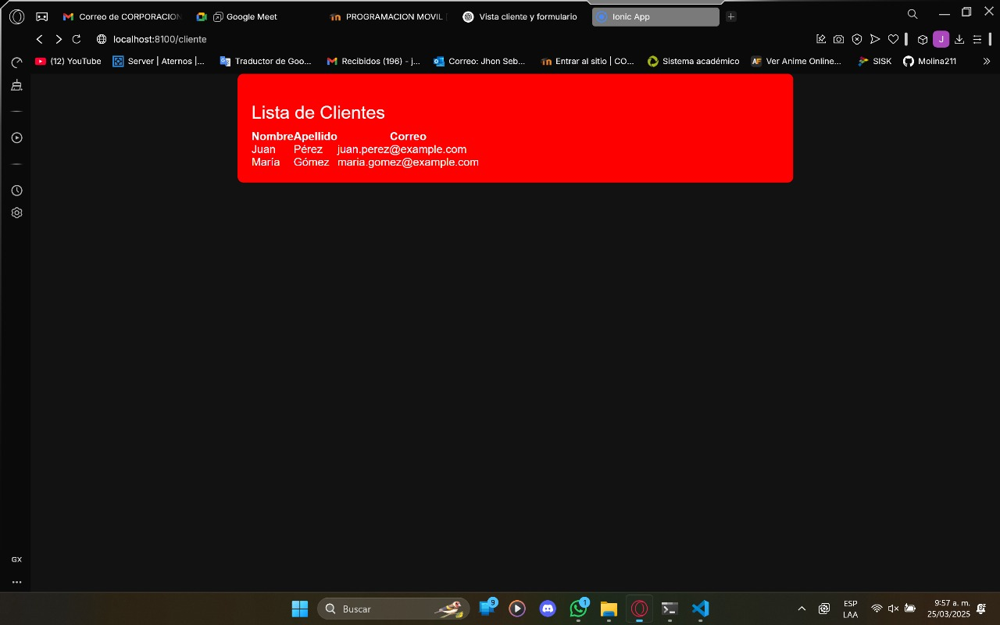 Correo de CORPORACION
Google Meet
PROGRAMACION MOVIL
Vista cliente y formulario
Ionic App
localhost:8100/cliente
J
(12) YouTube
Server | Aternos |...
Traductor de Goo...
Recibidos (196) - j...
Correo: Jhon Seb...
Entrar al sitio | CO...
Sistema académico
AF
Ver Anime Online...
SISK
Molina211
Lista de Clientes
Nombre Apellido Correo
Juan Pérez juan.perez@example.com
María Gómez maria.gomez@example.com
GX
Buscar
9
1
ESP
LAA
9:57 a. m.
25/03/2025